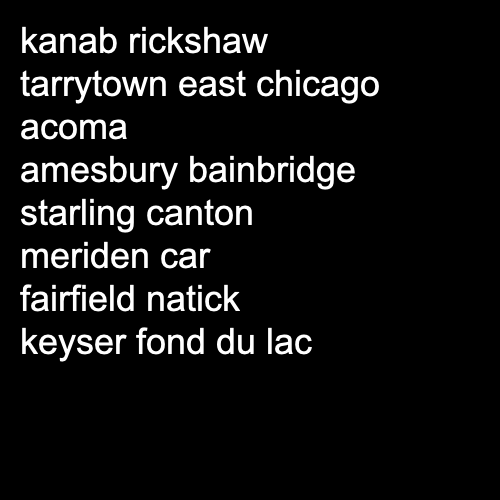 kanab rickshaw
tarrytown east chicago
acoma
amesbury bainbridge
starling canton
meriden car
fairfield natick
keyser fond du lac